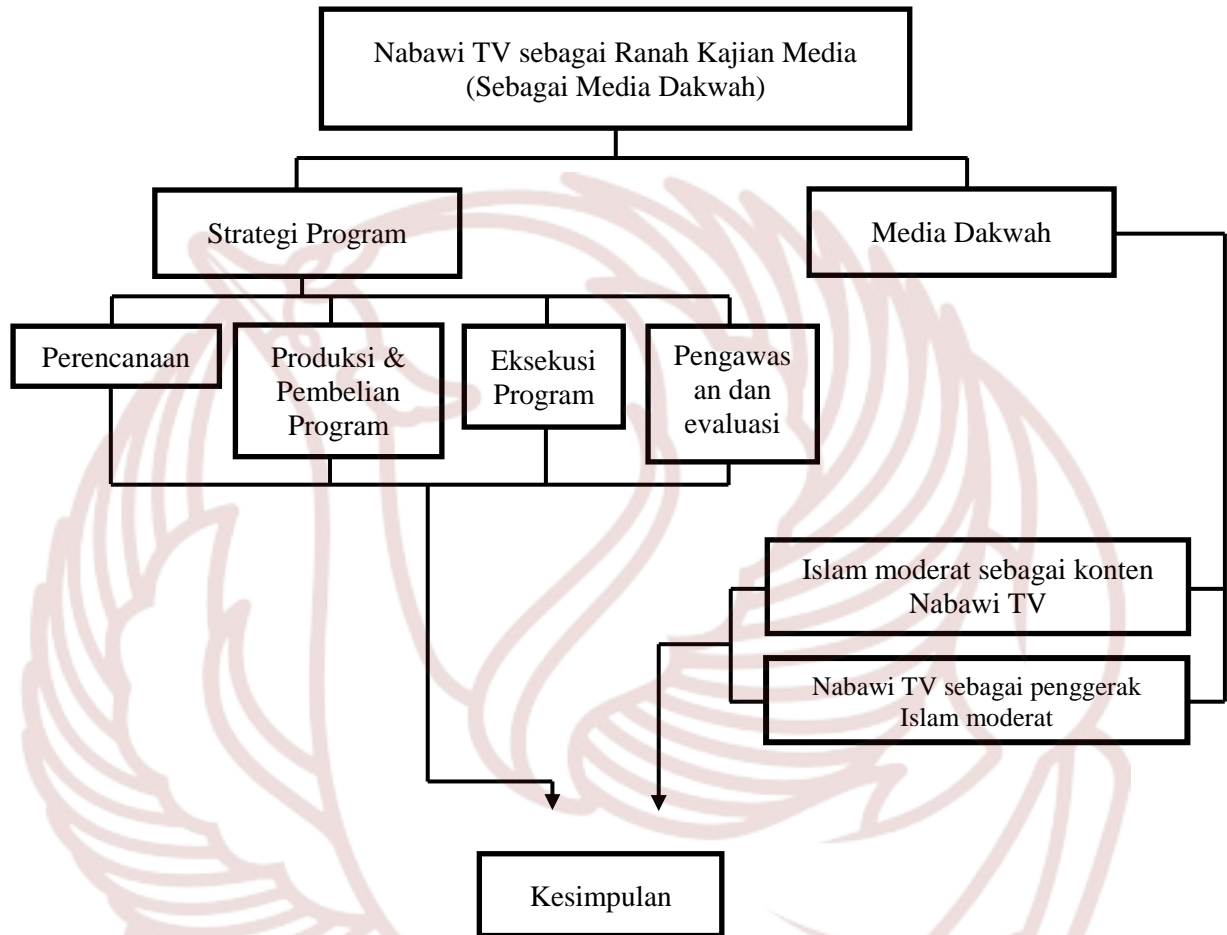 Nabawi TV sebagai Ranah Kajian Media
(Sebagai Media Dakwah)
Strategi Program
Media Dakwah
Perencanaan
Produksi &
Pembelian
Program
Eksekusi
Program
Pengawas
an dan
evaluasi
Islam moderat sebagai konten
Nabawi TV
Nabawi TV sebagai penggerak
Islam moderat
Kesimpulan